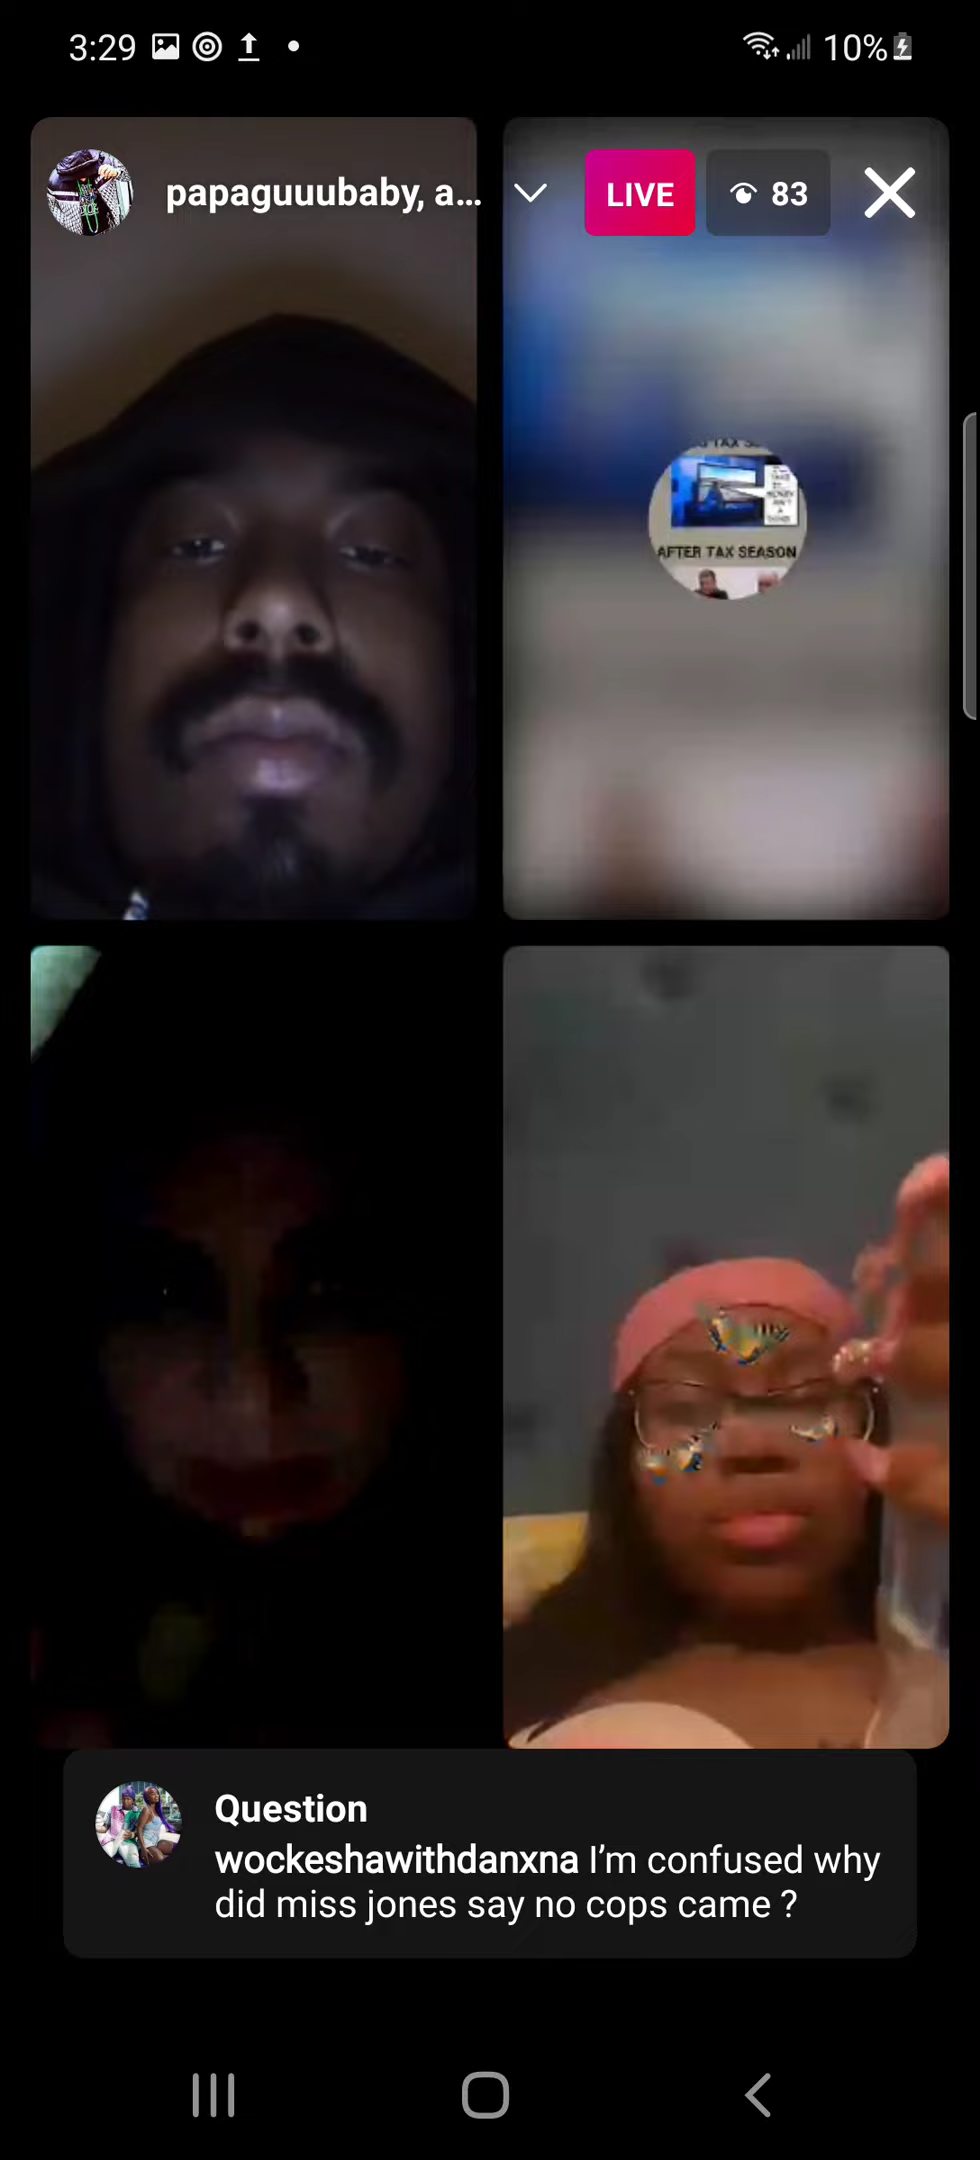 3:29
10%
papaguuubaby, a...
LIVE
83
AFTER TAX SEASON
Question
wockeshawithdanxna I'm confused why
did miss jones say no cops came ?